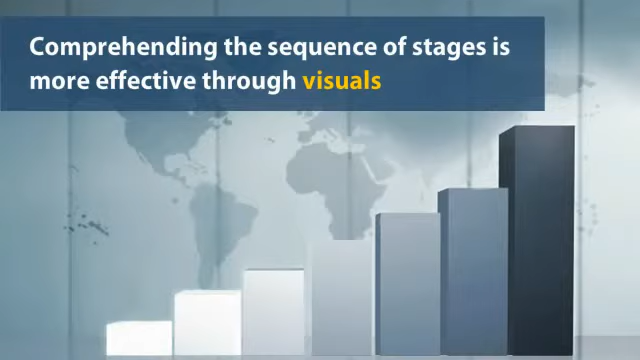 Comprehending the sequence of stages is
more effective through visuals